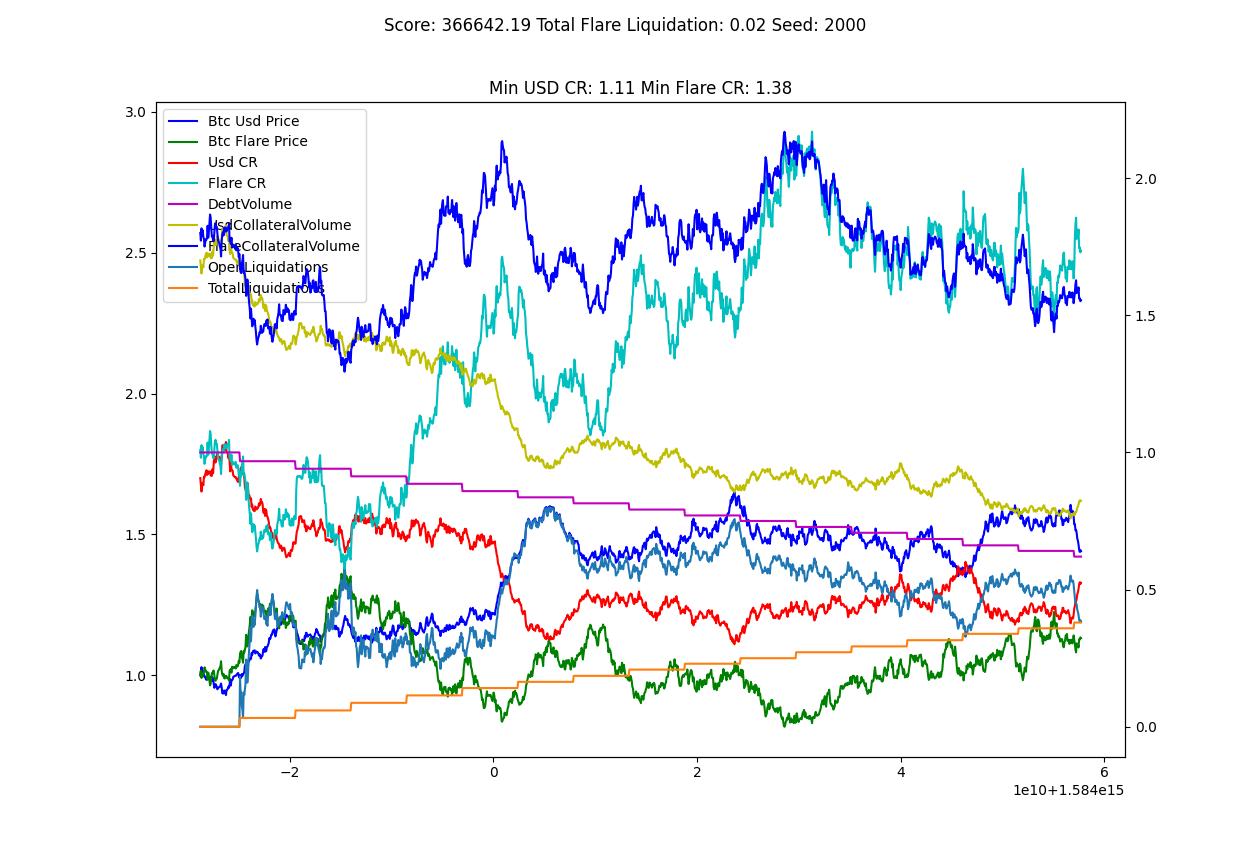 Score: 366642.19 Total Flare Liquidation: 0.02 Seed: 2000
Min USD CR: 1.11 Min Flare CR: 1.38
Btc Usd Price
Btc Flare Price
Usd CR
Flare CR
DebtVolume
UsdCollateralVolume
FlareCollateralVolume
OpenLiquidations
TotalLiquidations
3.0
2.5
2.0
1.5
1.0
2.0
1.5
1.0
0.5
0.0
−2
0
2
4
6
1e10+1.584e15